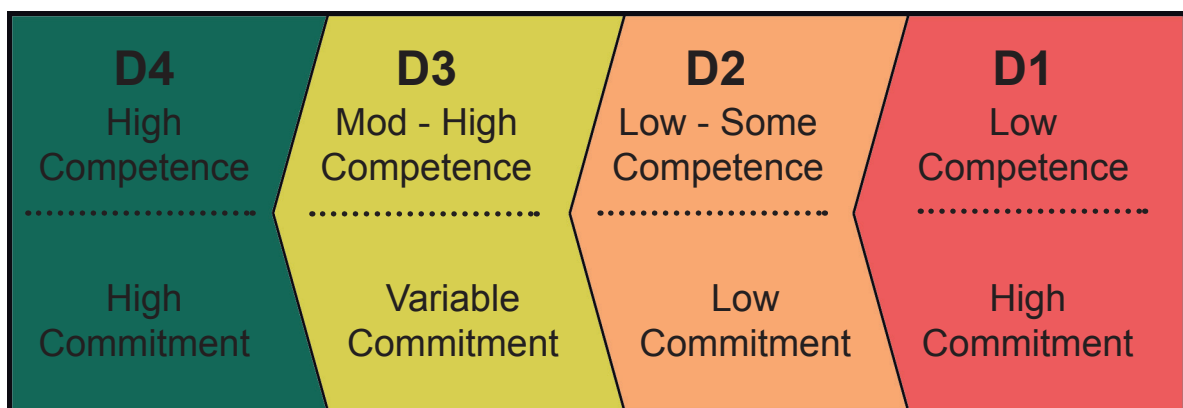 D4
High
Competence
High
Commitment
D3
Mod - High
Competence
Variable
Commitment
D2
Low - Some
Competence
Low
Commitment
D1
Low
Competence
High
Commitment